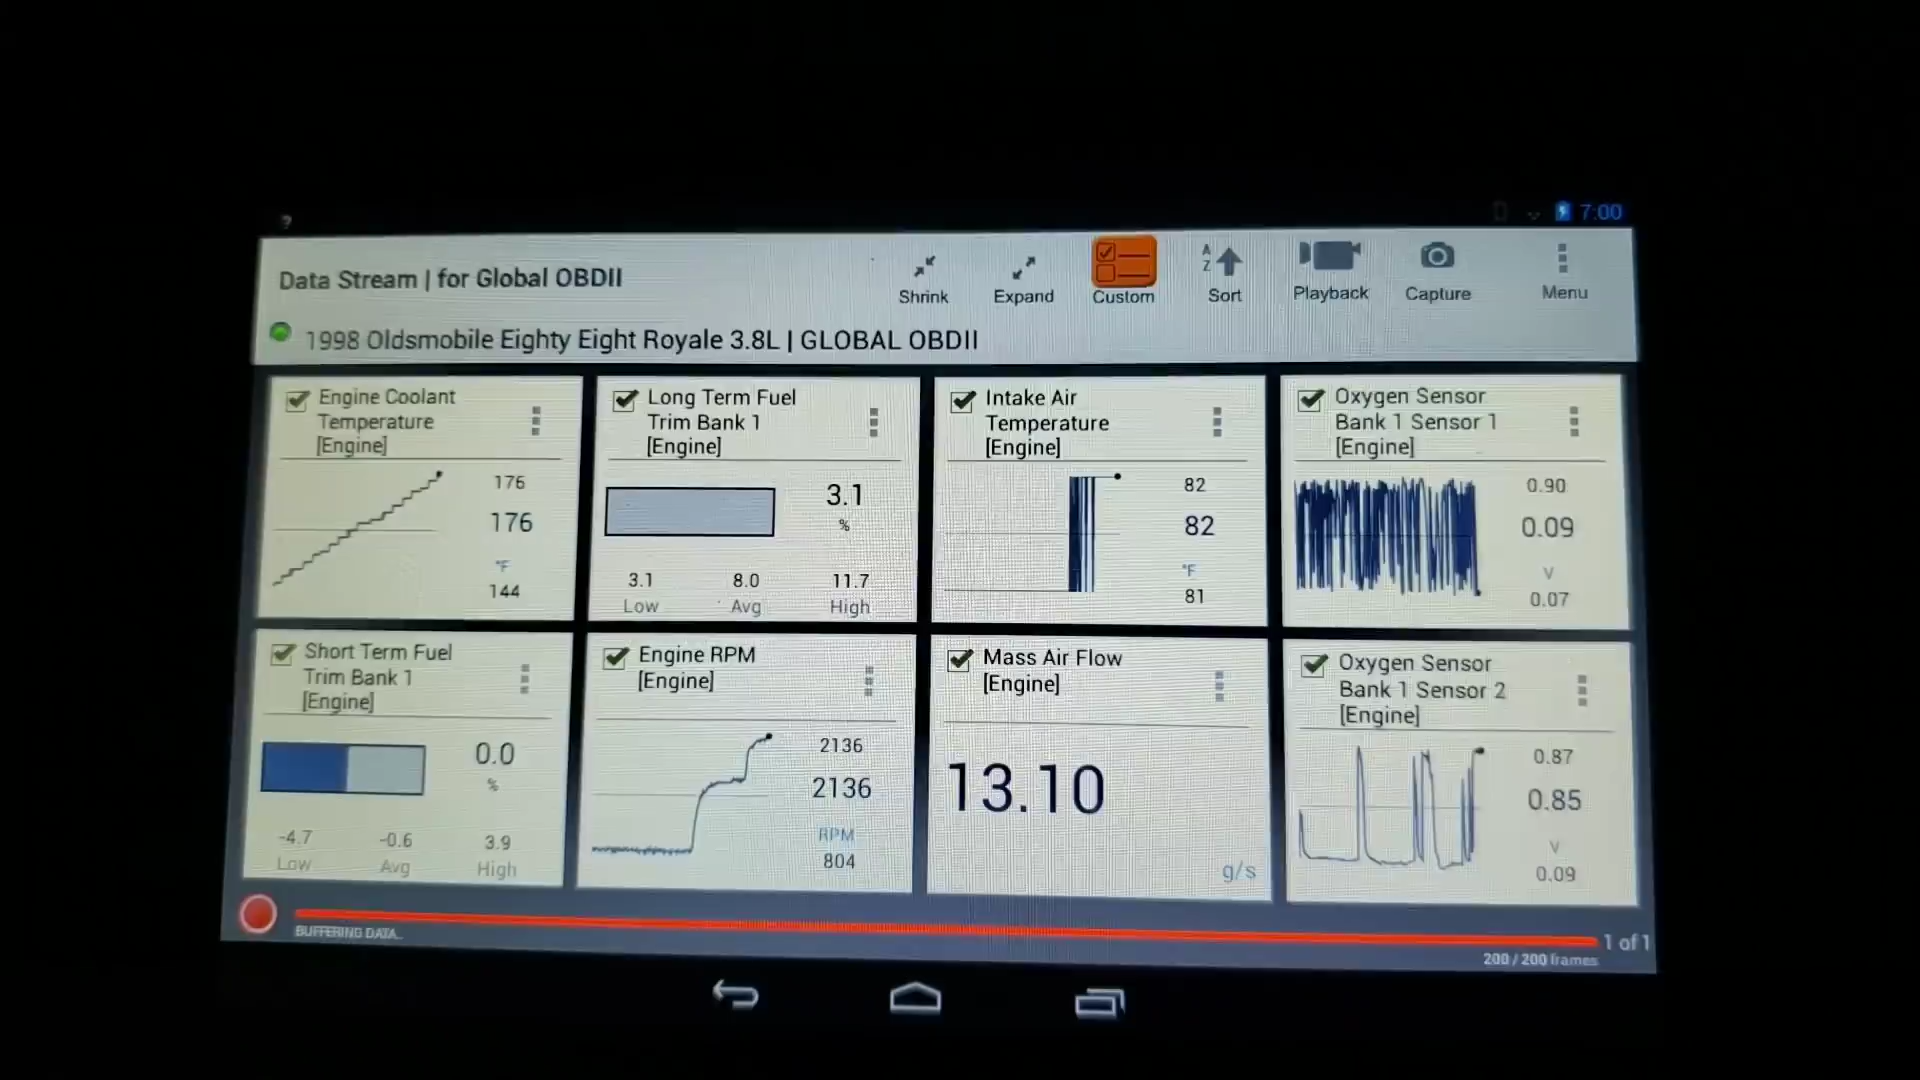 ?
7:00
Data Stream | for Global OBDII
Shrink
Expand
Custom
A
Z
Sort
Playback
Capture
Menu
1998 Oldsmobile Eighty Eight Royale 3.8L | GLOBAL OBDII
Engine Coolant
Temperature
[Engine]
176
176
°F
144
Long Term Fuel
Trim Bank 1
[Engine]
3.1
%
3.1 8.0 11.7
Low Avg High
Intake Air
Temperature
[Engine]
82
82
°F
81
Oxygen Sensor
Bank 1 Sensor 1
[Engine]
0.90
0.09
V
0.07
Short Term Fuel
Trim Bank 1
[Engine]
0.0
%
-4.7 -0.6 3.9
Low Avg High
Engine RPM
[Engine]
2136
2136
RPM
804
Mass Air Flow
[Engine]
13.10
g/s
Oxygen Sensor
Bank 1 Sensor 2
[Engine]
0.87
0.85
V
0.09
BUFFERING DATA..
1 of 1
200 / 200 frames